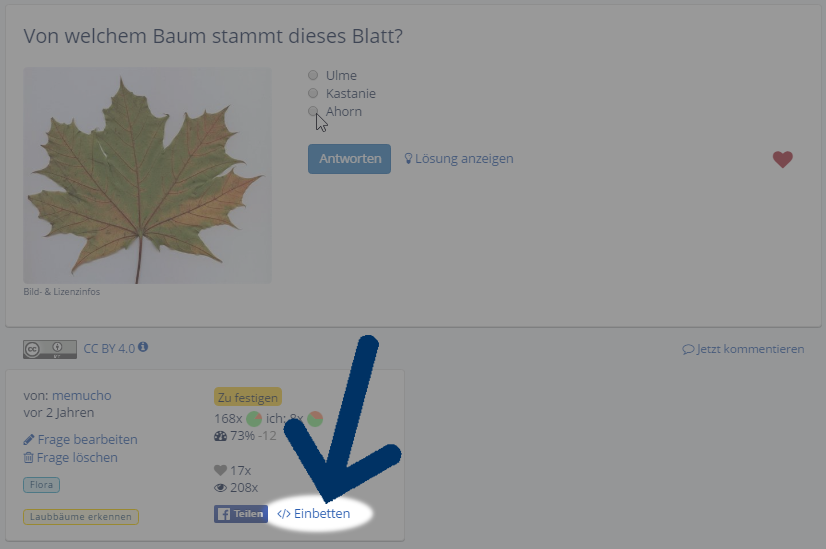 Von welchem Baum stammt dieses Blatt?
Ulme
Kastanie
Ahorn
Antworten
Lösung anzeigen
Bild- & Lizenzinfos
CC BY 4.0
Jetzt kommentieren
von: memucho
vor 2 Jahren
Zu festigen
168x ich: 8x
73% -12
Frage bearbeiten
Frage löschen
17x
208x
Flora
Laubbäume erkennen
Teilen
</> Einbetten